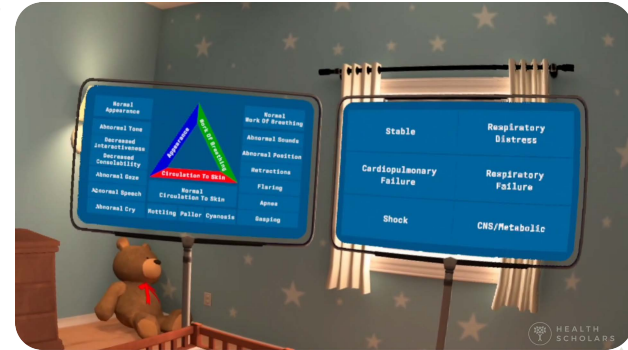 Normal
Appearance
Abnormal Tone
Decreased
Interactiveness
Decreased
Consolability
Abnormal Gaze
Abnormal Speech
Abnormal Cry
Appearance
Work Of Breathing
Circulation To Skin
Normal
Circulation To Skin
Mottling Pallor Cyanosis
Normal
Work Of Breathing
Abnormal Sounds
Abnormal Position
Retractions
Flaring
Apnea
Gasping
Stable
Respiratory
Distress
Cardiopulmonary
Failure
Respiratory
Failure
Shock
CNS/Metabolic
HEALTH
SCHOLARS